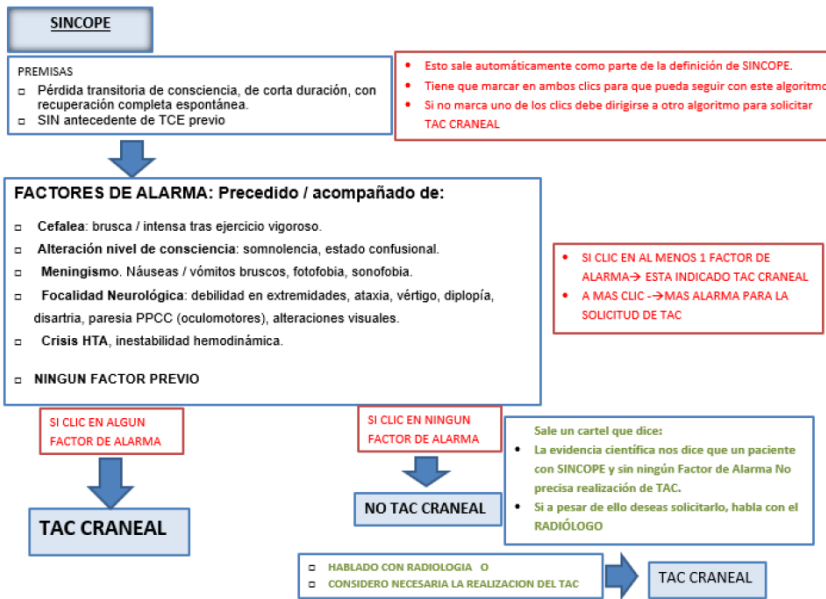 SINCOPE
PREMISAS
□ Pérdida transitoria de consciencia, de corta duración, con
recuperación completa espontánea.
□ SIN antecedente de TCE previo
• Esto sale automáticamente como parte de la definición de SINCOPE.
• Tiene que marcar en ambos clics para que pueda seguir con este algoritmo
• Si no marca uno de los clics debe dirigirse a otro algoritmo para solicitar
TAC CRANEAL
FACTORES DE ALARMA: Precedido / acompañado de:
□ Cefalea: brusca / intensa tras ejercicio vigoroso.
□ Alteración nivel de consciencia: somnolencia, estado confusional.
□ Meningismo. Náuseas / vómitos bruscos, fotofobia, sonofobia.
□ Focalidad Neurológica: debilidad en extremidades, ataxia, vértigo, diplopía,
disartria, paresia PPCC (oculomotores), alteraciones visuales.
□ Crisis HTA, inestabilidad hemodinámica.
□ NINGUN FACTOR PREVIO
• SI CLIC EN AL MENOS 1 FACTOR DE
ALARMA→ ESTA INDICADO TAC CRANEAL
• A MAS CLIC -→MAS ALARMA PARA LA
SOLICITUD DE TAC
SI CLIC EN ALGUN
FACTOR DE ALARMA
SI CLIC EN NINGUN
FACTOR DE ALARMA
Sale un cartel que dice:
• La evidencia científica nos dice que un paciente
con SINCOPE y sin ningún Factor de Alarma No
precisa realización de TAC.
• Si a pesar de ello deseas solicitarlo, habla con el
RADIÓLOGO
TAC CRANEAL
NO TAC CRANEAL
□ HABLADO CON RADIOLOGIA O
□ CONSIDERO NECESARIA LA REALIZACION DEL TAC
TAC CRANEAL